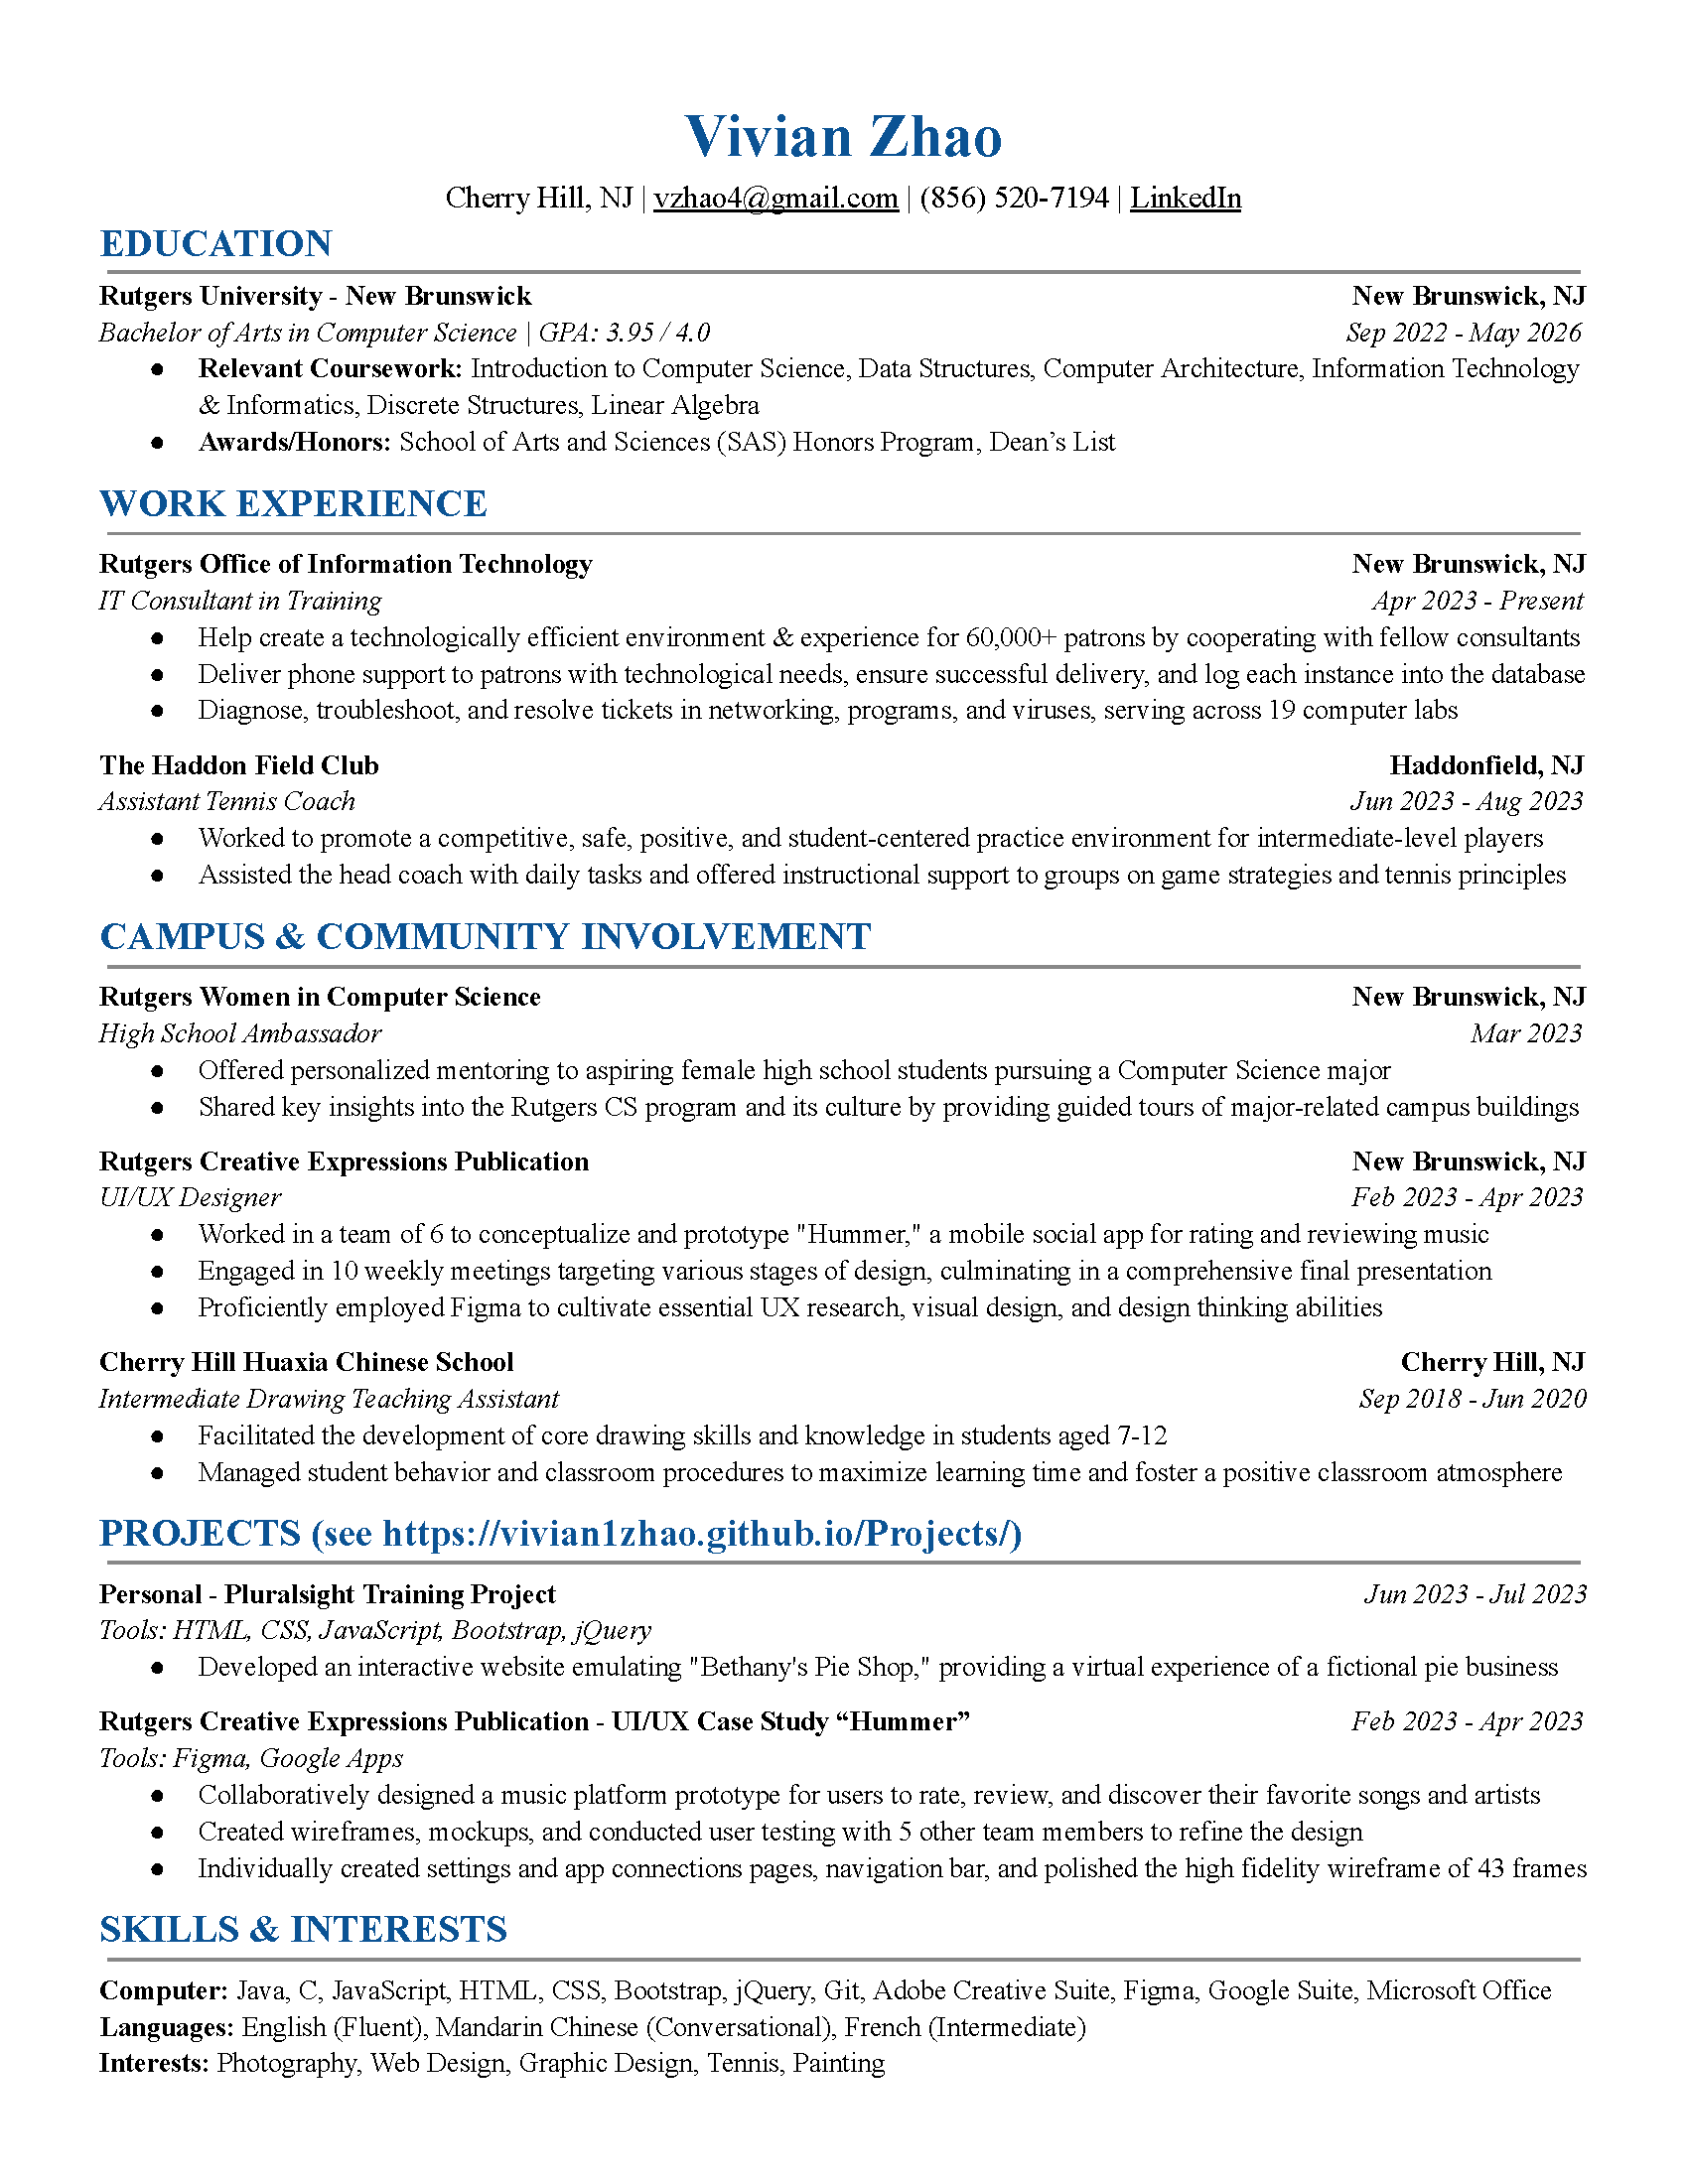 Vivian Zhao
Cherry Hill, NJ | vzhao4@gmail.com | (856) 520-7194 | LinkedIn
EDUCATION
Rutgers University - New Brunswick New Brunswick, NJ
Bachelor of Arts in Computer Science | GPA: 3.95 / 4.0 Sep 2022 - May 2026
● Relevant Coursework: Introduction to Computer Science, Data Structures, Computer Architecture, Information Technology
& Informatics, Discrete Structures, Linear Algebra
● Awards/Honors: School of Arts and Sciences (SAS) Honors Program, Dean’s List
WORK EXPERIENCE
Rutgers Office of Information Technology New Brunswick, NJ
IT Consultant in Training Apr 2023 - Present
● Help create a technologically efficient environment & experience for 60,000+ patrons by cooperating with fellow consultants
● Deliver phone support to patrons with technological needs, ensure successful delivery, and log each instance into the database
● Diagnose, troubleshoot, and resolve tickets in networking, programs, and viruses, serving across 19 computer labs
The Haddon Field Club Haddonfield, NJ
Assistant Tennis Coach Jun 2023 - Aug 2023
● Worked to promote a competitive, safe, positive, and student-centered practice environment for intermediate-level players
● Assisted the head coach with daily tasks and offered instructional support to groups on game strategies and tennis principles
CAMPUS & COMMUNITY INVOLVEMENT
Rutgers Women in Computer Science New Brunswick, NJ
High School Ambassador Mar 2023
● Offered personalized mentoring to aspiring female high school students pursuing a Computer Science major
● Shared key insights into the Rutgers CS program and its culture by providing guided tours of major-related campus buildings
Rutgers Creative Expressions Publication New Brunswick, NJ
UI/UX Designer Feb 2023 - Apr 2023
● Worked in a team of 6 to conceptualize and prototype "Hummer," a mobile social app for rating and reviewing music
● Engaged in 10 weekly meetings targeting various stages of design, culminating in a comprehensive final presentation
● Proficiently employed Figma to cultivate essential UX research, visual design, and design thinking abilities
Cherry Hill Huaxia Chinese School Cherry Hill, NJ
Intermediate Drawing Teaching Assistant Sep 2018 - Jun 2020
● Facilitated the development of core drawing skills and knowledge in students aged 7-12
● Managed student behavior and classroom procedures to maximize learning time and foster a positive classroom atmosphere
PROJECTS (see https://vivian1zhao.github.io/Projects/)
Personal - Pluralsight Training Project Jun 2023 - Jul 2023
Tools: HTML, CSS, JavaScript, Bootstrap, jQuery
● Developed an interactive website emulating "Bethany's Pie Shop," providing a virtual experience of a fictional pie business
Rutgers Creative Expressions Publication - UI/UX Case Study “Hummer” Feb 2023 - Apr 2023
Tools: Figma, Google Apps
● Collaboratively designed a music platform prototype for users to rate, review, and discover their favorite songs and artists
● Created wireframes, mockups, and conducted user testing with 5 other team members to refine the design
● Individually created settings and app connections pages, navigation bar, and polished the high fidelity wireframe of 43 frames
SKILLS & INTERESTS
Computer: Java, C, JavaScript, HTML, CSS, Bootstrap, jQuery, Git, Adobe Creative Suite, Figma, Google Suite, Microsoft Office
Languages: English (Fluent), Mandarin Chinese (Conversational), French (Intermediate)
Interests: Photography, Web Design, Graphic Design, Tennis, Painting